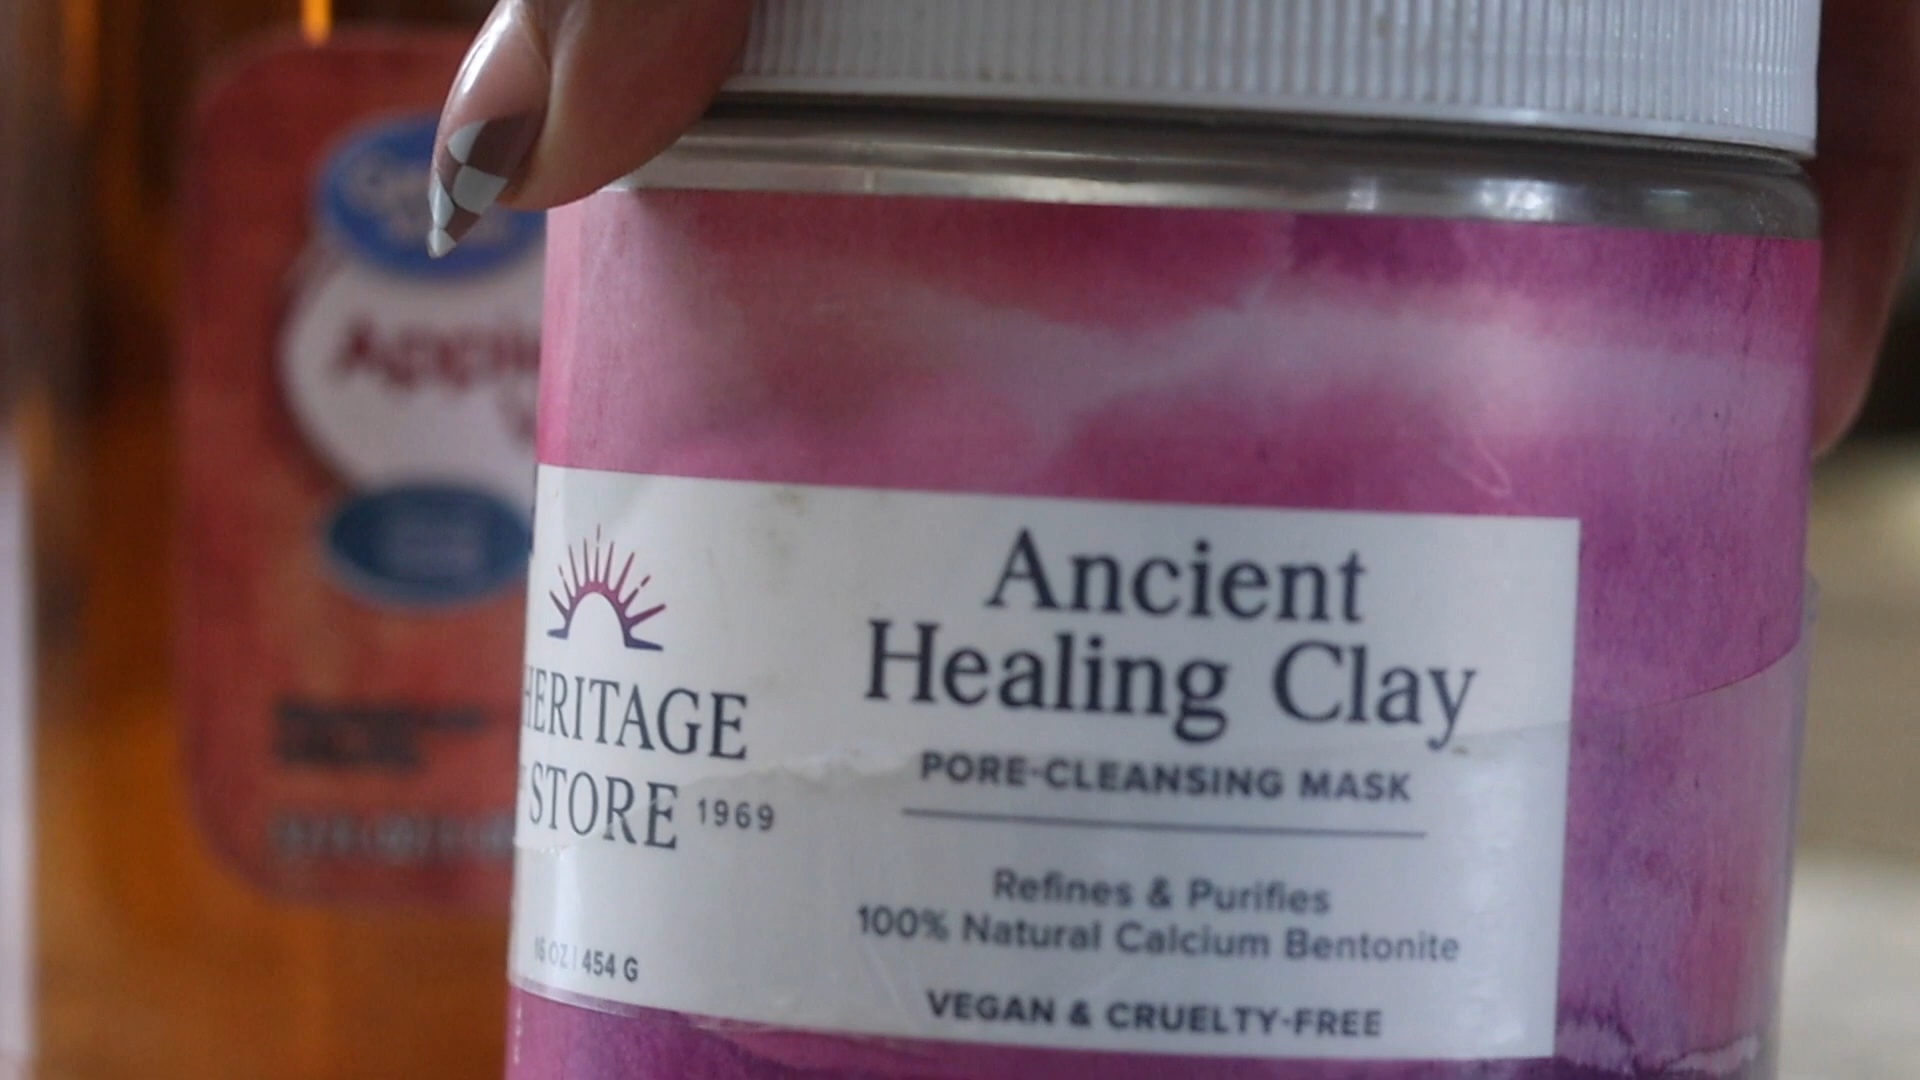 Apple
HERITAGE
STORE 1969
16 OZ | 454 G
Ancient
Healing Clay
PORE-CLEANSING MASK
Refines & Purifies
100% Natural Calcium Bentonite
VEGAN & CRUELTY-FREE